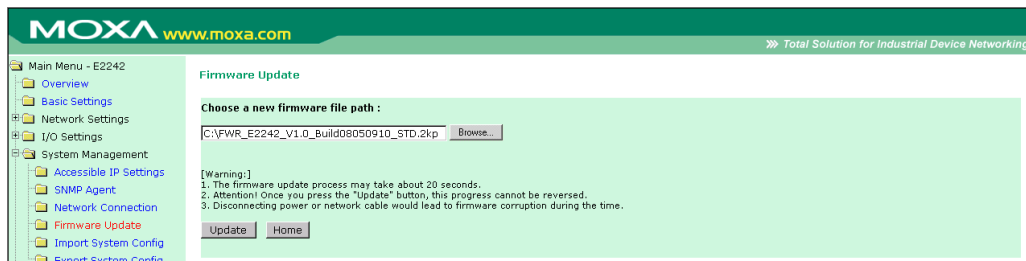 MOXA www.moxa.com
Total Solution for Industrial Device Networking
Main Menu - E2242
Overview
Basic Settings
Network Settings
I/O Settings
System Management
Accessible IP Settings
SNMP Agent
Network Connection
Firmware Update
Import System Config
Export System Config
Firmware Update
Choose a new firmware file path :
C:\FWR_E2242_V1.0_Build08050910_STD.2kp Browse...
[Warning:]
1. The firmware update process may take about 20 seconds.
2. Attention! Once you press the "Update" button, this progress cannot be reversed.
3. Disconnecting power or network cable would lead to firmware corruption during the time.
Update Home